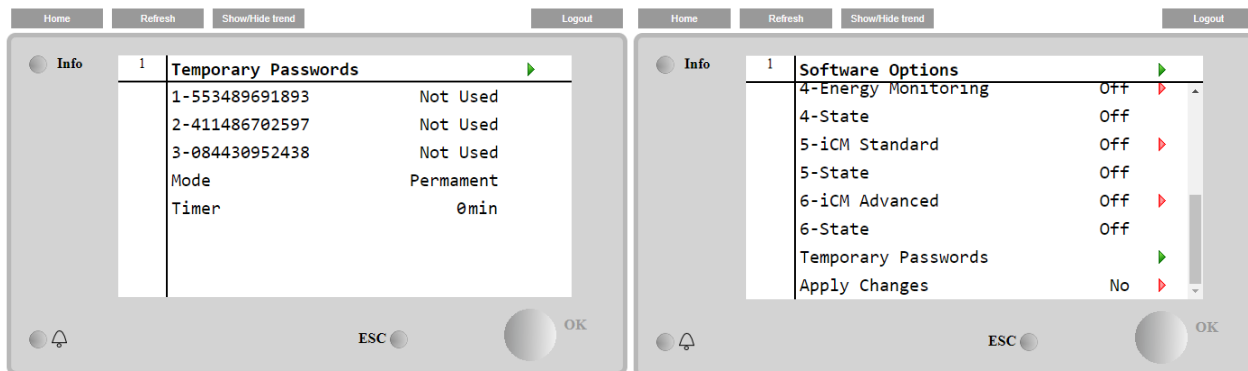 Home Refresh Show/Hide trend Logout
Info
1 Temporary Passwords
1-553489691893 Not Used
2-411486702597 Not Used
3-084430952438 Not Used
Mode Permament
Timer 0min
ESC OK
Home Refresh Show/Hide trend Logout
Info
1 Software Options
4-Energy Monitoring Off
4-State Off
5-iCM Standard Off
5-State Off
6-iCM Advanced Off
6-State Off
Temporary Passwords
Apply Changes No
ESC OK